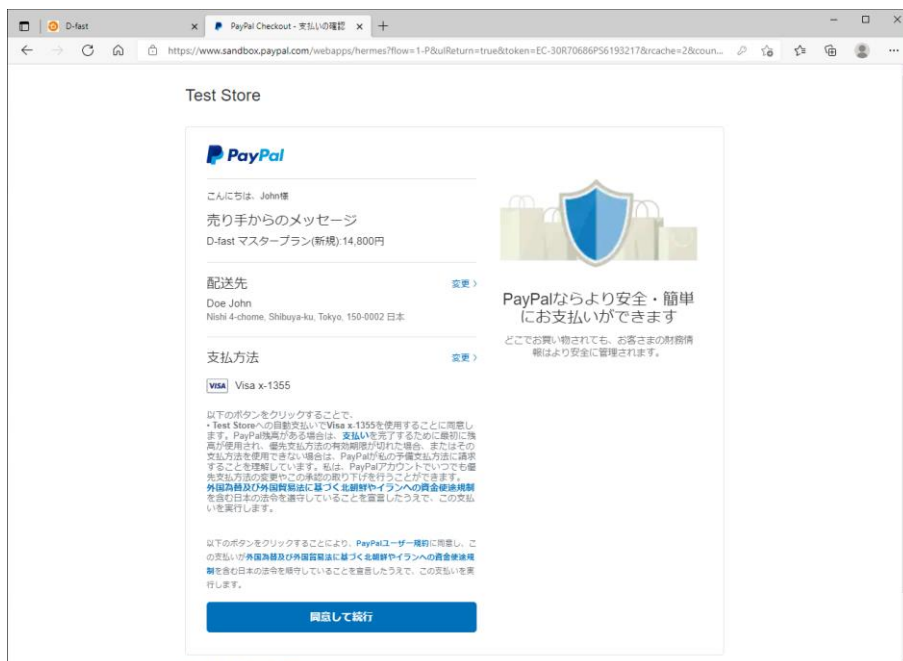 D-fast
PayPal Checkout - 支払いの確認
https://www.sandbox.paypal.com/webapps/hermes?flow=1-P&ulReturn=true&token=EC-30R70686PS6193217&rcache=2&coun...
Test Store
PayPal
こんにちは、John様
売り手からのメッセージ
D-fast マスタープラン(新規):14,800円
配送先
変更
Doe John
Nishi 4-chome, Shibuya-ku, Tokyo, 150-0002 日本
支払方法
変更
VISA Visa x-1355
以下のボタンをクリックすることで、
・Test Storeへの自動支払いでVisa x-1355を使用することに同意し
ます。PayPal残高がある場合は、支払いを完了するために最初に残
高が使用され、優先支払方法の有効期限が切れた場合、またはその
支払方法を使用できない場合は、PayPalが私の予備支払方法に請求
することを理解しています。私は、PayPalアカウントでいつでも優
先支払方法の変更やこの承認の取り下げを行うことができます。
外国為替及び外国貿易法に基づく北朝鮮やイランへの資金使途規制
を含む日本の法令を遵守していることを宣言したうえで、この支払
いを実行します。
以下のボタンをクリックすることにより、PayPalユーザー規約に同意し、こ
の支払いが外国為替及び外国貿易法に基づく北朝鮮やイランへの資金使途規
制を含む日本の法令を順守していることを宣言したうえで、この支払いを実
行します。
同意して続行
PayPalならより安全・簡単
にお支払いができます
どこでお買い物されても、お客さまの財務情
報はより安全に管理されます。